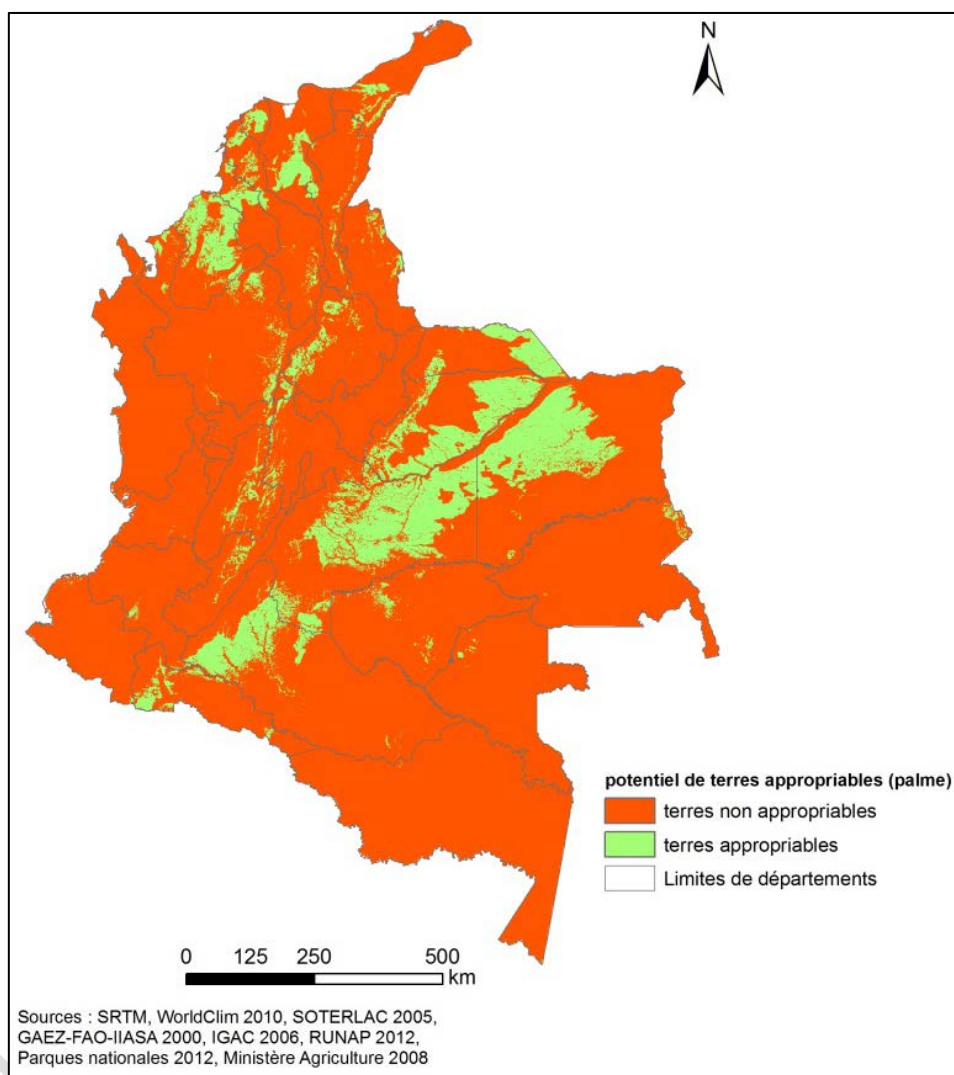 N
potentiel de terres appropriables (palme)
terres non appropriables
terres appropriables
Limites de départements
0 125 250 500
km
Sources : SRTM, WorldClim 2010, SOTERLAC 2005,
GAEZ-FAO-IIASA 2000, IGAC 2006, RUNAP 2012,
Parques nationales 2012, Ministère Agriculture 2008